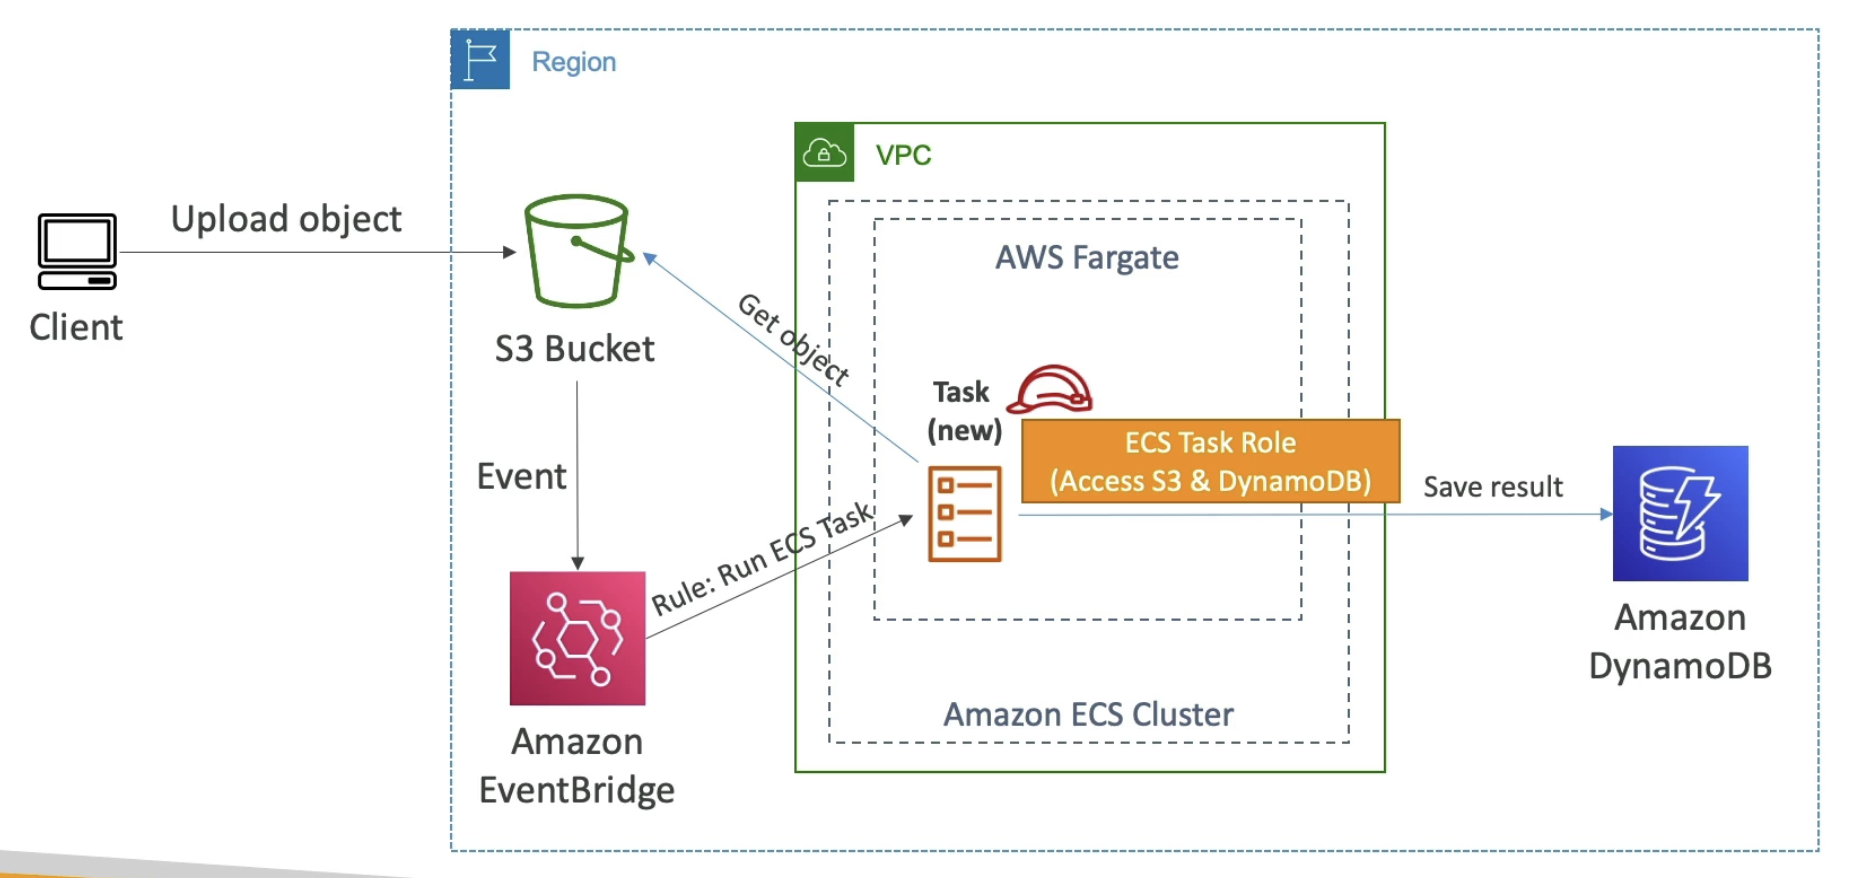 Region
VPC
Upload object
Client
S3 Bucket
Get object
AWS Fargate
Task
(new)
ECS Task Role
(Access S3 & DynamoDB)
Save result
Event
Rule: Run ECS Task
Amazon
DynamoDB
Amazon ECS Cluster
Amazon
EventBridge